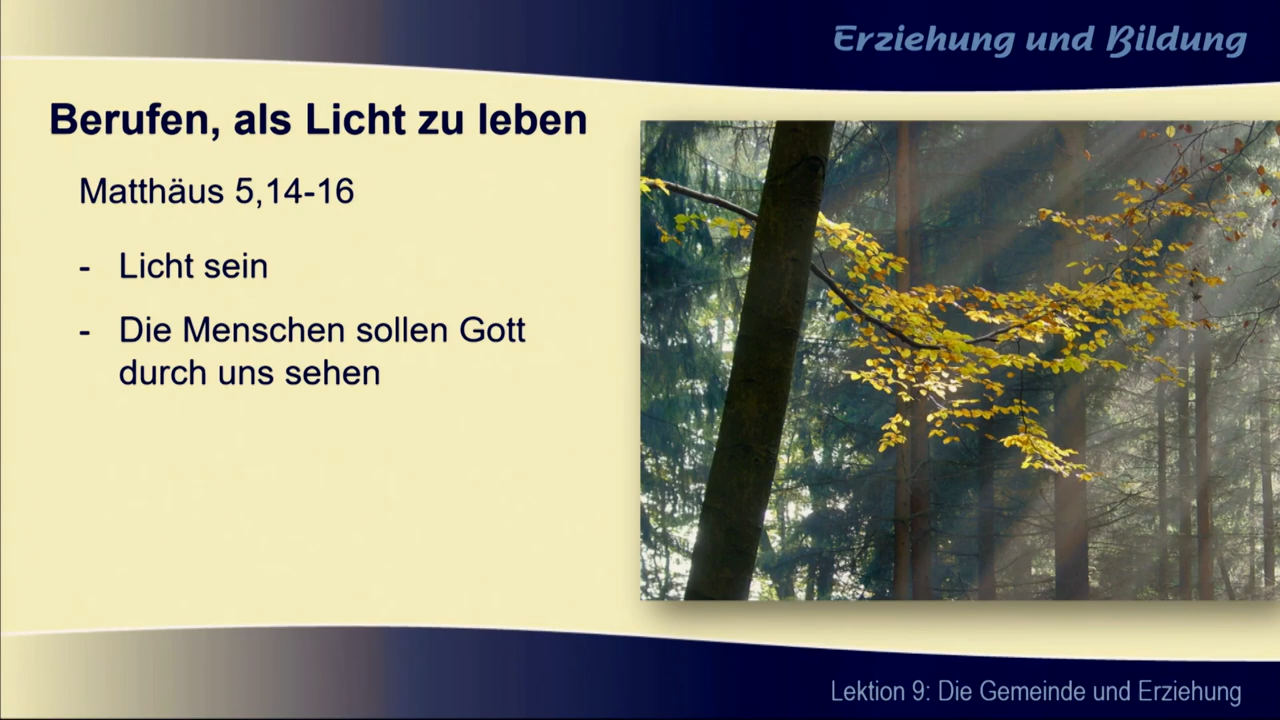 Erziehung und Bildung
Berufen, als Licht zu leben
Matthäus 5,14-16
- Licht sein
- Die Menschen sollen Gott
durch uns sehen
Lektion 9: Die Gemeinde und Erziehung